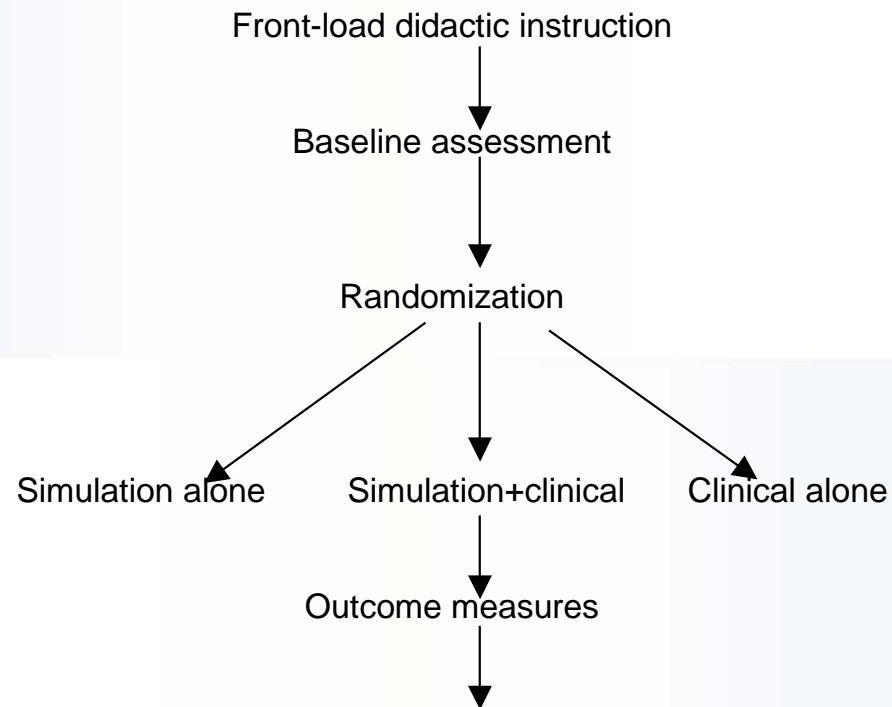 Front-load didactic instruction
Baseline assessment
Randomization
Simulation alone
Simulation+clinical
Clinical alone
Outcome measures